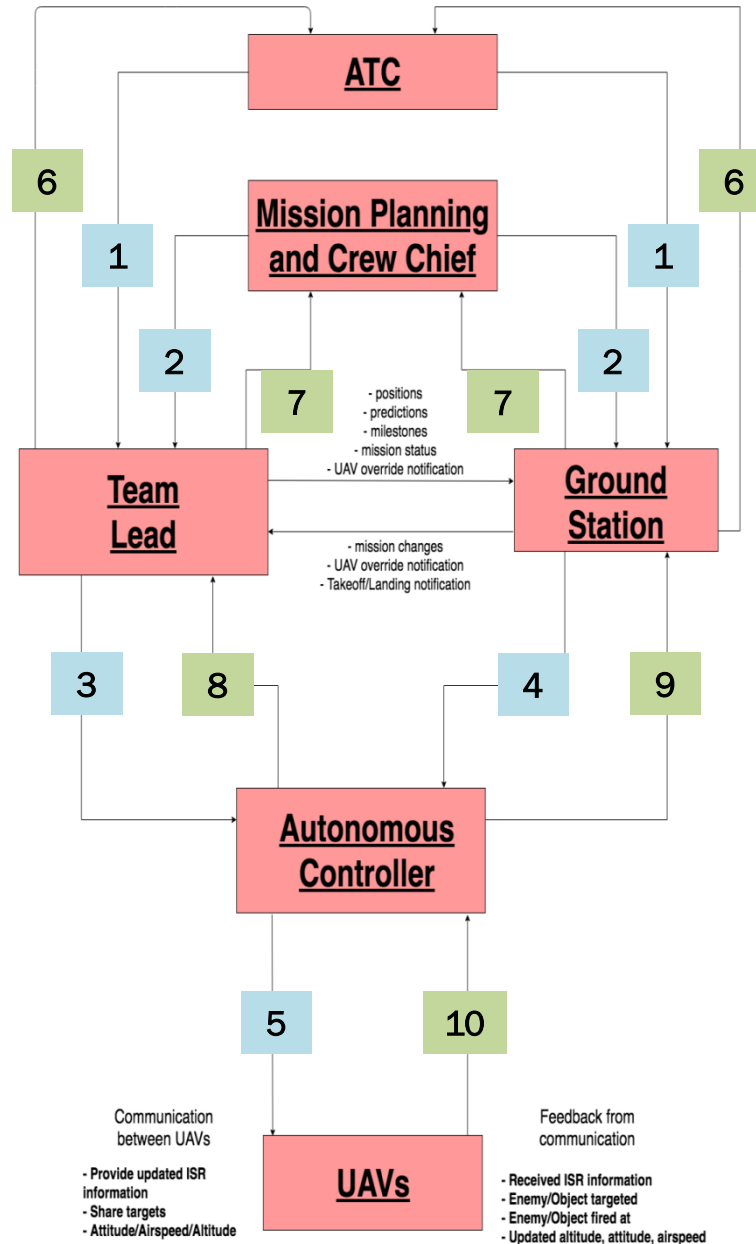 ATC
6
6
1
1
Mission Planning
and Crew Chief
2
2
7
7
- positions
- predictions
- milestones
- mission status
- UAV override notification
Team
Lead
Ground
Station
- mission changes
- UAV override notification
- Takeoff/Landing notification
3
8
4
9
Autonomous
Controller
5
10
Communication
between UAVs
- Provide updated ISR
information
- Share targets
- Attitude/Airspeed/Altitude
UAVs
Feedback from
communication
- Received ISR information
- Enemy/Object targeted
- Enemy/Object fired at
- Updated altitude, attitude, airspeed